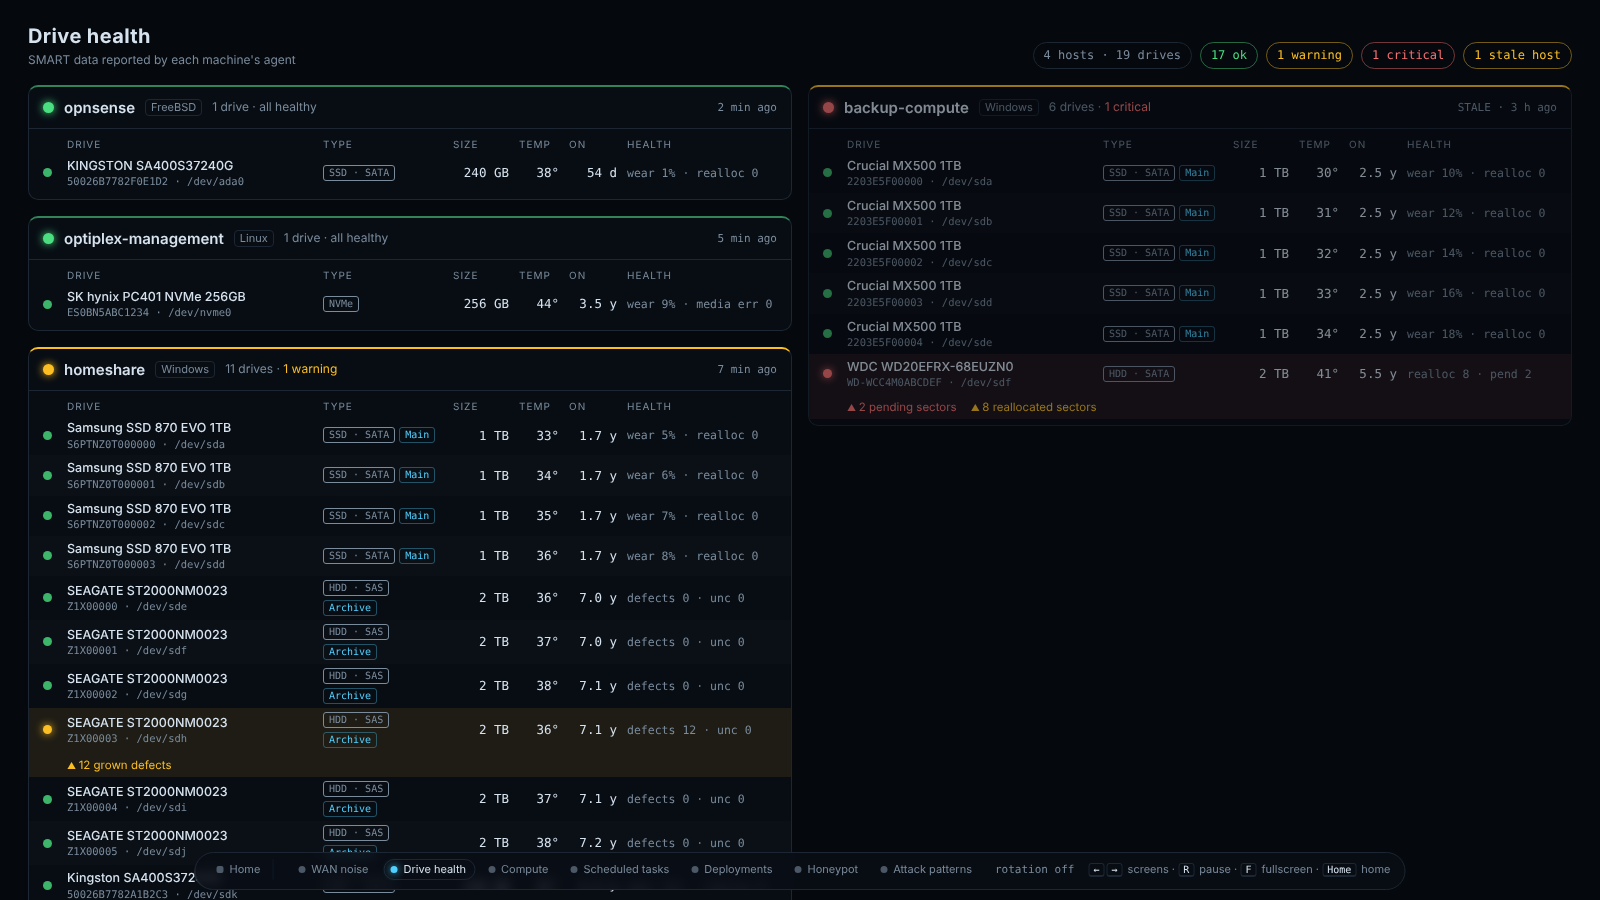 Drive health
SMART data reported by each machine's agent
4 hosts · 19 drives
17 ok
1 warning
1 critical
1 stale host
opnsense FreeBSD 1 drive · all healthy 2 min ago
DRIVE TYPE SIZE TEMP ON HEALTH
KINGSTON SA400S37240G
50026B7782F0E1D2 · /dev/ada0
SSD · SATA 240 GB 38° 54 d wear 1% · realloc 0
optiplex-management Linux 1 drive · all healthy 5 min ago
DRIVE TYPE SIZE TEMP ON HEALTH
SK hynix PC401 NVMe 256GB
ES0BN5ABC1234 · /dev/nvme0
NVMe 256 GB 44° 3.5 y wear 9% · media err 0
homeshare Windows 11 drives · 1 warning 7 min ago
DRIVE TYPE SIZE TEMP ON HEALTH
Samsung SSD 870 EVO 1TB
S6PTNZ0T000000 · /dev/sda
SSD · SATA Main 1 TB 33° 1.7 y wear 5% · realloc 0
Samsung SSD 870 EVO 1TB
S6PTNZ0T000001 · /dev/sdb
SSD · SATA Main 1 TB 34° 1.7 y wear 6% · realloc 0
Samsung SSD 870 EVO 1TB
S6PTNZ0T000002 · /dev/sdc
SSD · SATA Main 1 TB 35° 1.7 y wear 7% · realloc 0
Samsung SSD 870 EVO 1TB
S6PTNZ0T000003 · /dev/sdd
SSD · SATA Main 1 TB 36° 1.7 y wear 8% · realloc 0
SEAGATE ST2000NM0023
Z1X00000 · /dev/sde
HDD · SAS
Archive
2 TB 36° 7.0 y defects 0 · unc 0
SEAGATE ST2000NM0023
Z1X00001 · /dev/sdf
HDD · SAS
Archive
2 TB 37° 7.0 y defects 0 · unc 0
SEAGATE ST2000NM0023
Z1X00002 · /dev/sdg
HDD · SAS
Archive
2 TB 38° 7.1 y defects 0 · unc 0
SEAGATE ST2000NM0023
Z1X00003 · /dev/sdh
HDD · SAS
Archive
2 TB 36° 7.1 y defects 12 · unc 0
▲ 12 grown defects
SEAGATE ST2000NM0023
Z1X00004 · /dev/sdi
HDD · SAS
Archive
2 TB 37° 7.1 y defects 0 · unc 0
SEAGATE ST2000NM0023
Z1X00005 · /dev/sdj
HDD · SAS
2 TB 38° 7.2 y defects 0 · unc 0
Kingston SA400S372
50026B7782A1B2C3 · /dev/sdk
backup-compute Windows 6 drives · 1 critical STALE · 3 h ago
DRIVE TYPE SIZE TEMP ON HEALTH
Crucial MX500 1TB
2203E5F00000 · /dev/sda
SSD · SATA Main 1 TB 30° 2.5 y wear 10% · realloc 0
Crucial MX500 1TB
2203E5F00001 · /dev/sdb
SSD · SATA Main 1 TB 31° 2.5 y wear 12% · realloc 0
Crucial MX500 1TB
2203E5F00002 · /dev/sdc
SSD · SATA Main 1 TB 32° 2.5 y wear 14% · realloc 0
Crucial MX500 1TB
2203E5F00003 · /dev/sdd
SSD · SATA Main 1 TB 33° 2.5 y wear 16% · realloc 0
Crucial MX500 1TB
2203E5F00004 · /dev/sde
SSD · SATA Main 1 TB 34° 2.5 y wear 18% · realloc 0
WDC WD20EFRX-68EUZN0
WD-WCC4M0ABCDEF · /dev/sdf
HDD · SATA 2 TB 41° 5.5 y realloc 8 · pend 2
▲ 2 pending sectors ▲ 8 reallocated sectors
Home WAN noise Drive health Compute Scheduled tasks Deployments Honeypot Attack patterns rotation off ← → screens · R pause · F fullscreen · Home home